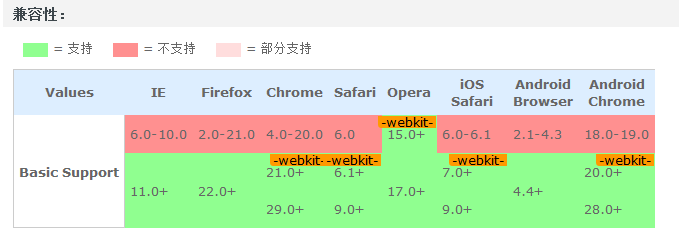 兼容性：
= 支持 = 不支持 = 部分支持
Values IE Firefox Chrome Safari Opera iOS Safari Android Browser Android Chrome
-webkit-
6.0-10.0 2.0-21.0 4.0-20.0 6.0 15.0+ 6.0-6.1 2.1-4.3 18.0-19.0
-webkit- -webkit- -webkit- -webkit-
21.0+ 6.1+ 7.0+ 20.0+
Basic Support 11.0+ 22.0+ 17.0+ 4.4+
29.0+ 9.0+ 9.0+ 28.0+